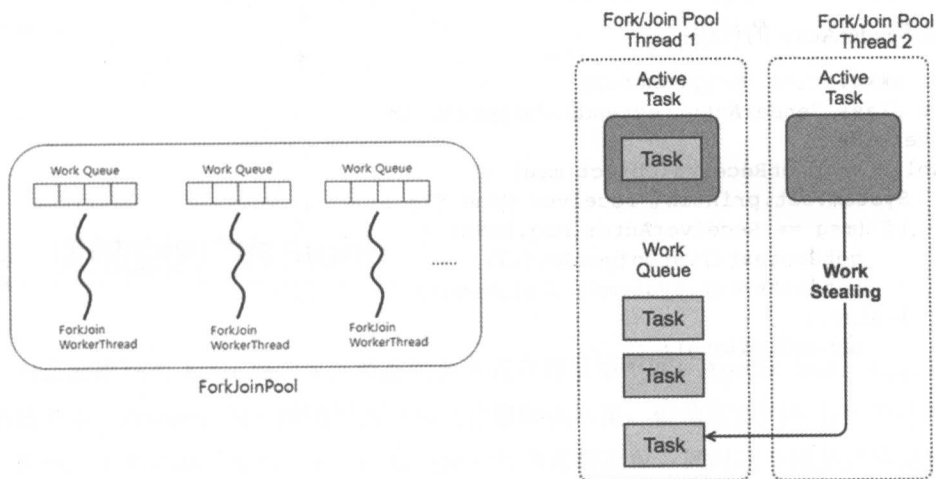 Work Queue
Work Queue
Work Queue
......
ForkJoin
WorkerThread
ForkJoin
WorkerThread
ForkJoin
WorkerThread
ForkJoinPool
Fork/Join Pool
Thread 1
Active
Task
Task
Work
Queue
Task
Task
Task
Fork/Join Pool
Thread 2
Active
Task
Work
Stealing